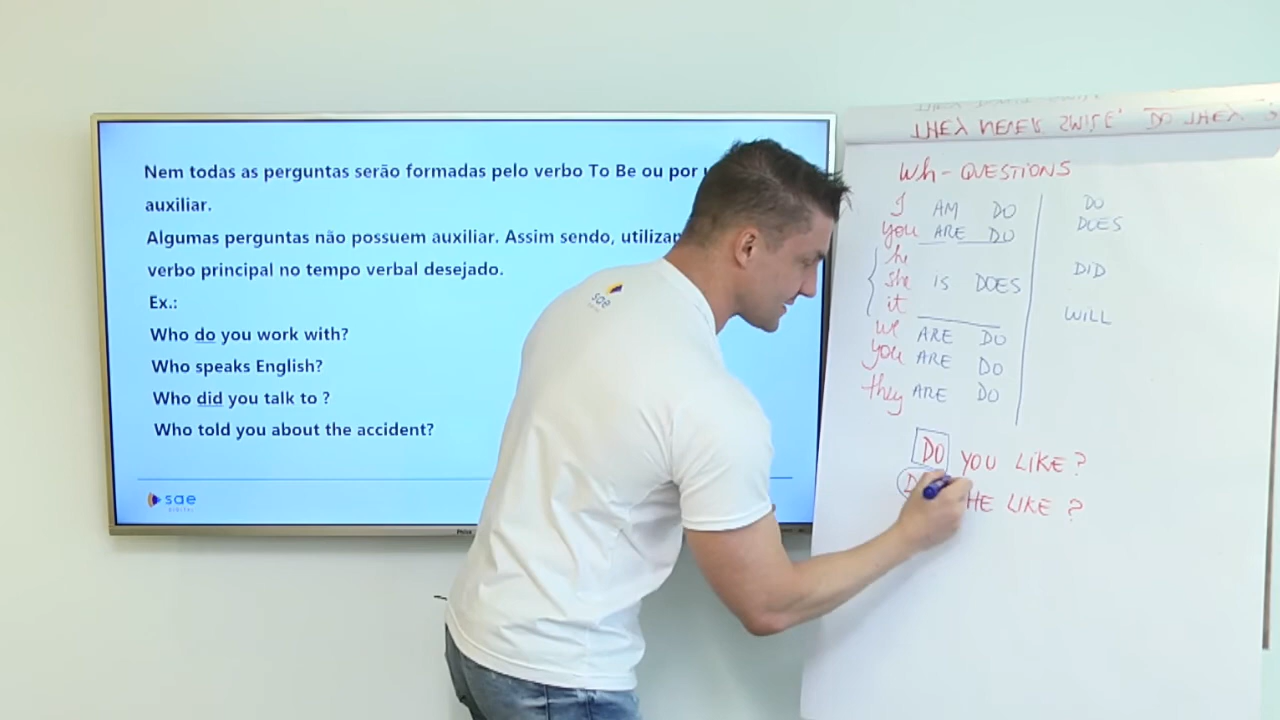 Nem todas as perguntas serão formadas pelo verbo To Be ou por
auxiliar.
Algumas perguntas não possuem auxiliar. Assim sendo,
verbo principal no tempo verbal desejado.
Ex.:
Who do you work with?
Who speaks English?
Who did you talk to ?
Who told you about the accident?
sae
DIGITAL
sae
Wh-QUESTIONS
I AM DO
you ARE DO
he
she IS DOES
it
we ARE DO
you ARE DO
they ARE DO
DO
DOES
DID
WILL
DO YOU LIKE?
HE LIKE ?